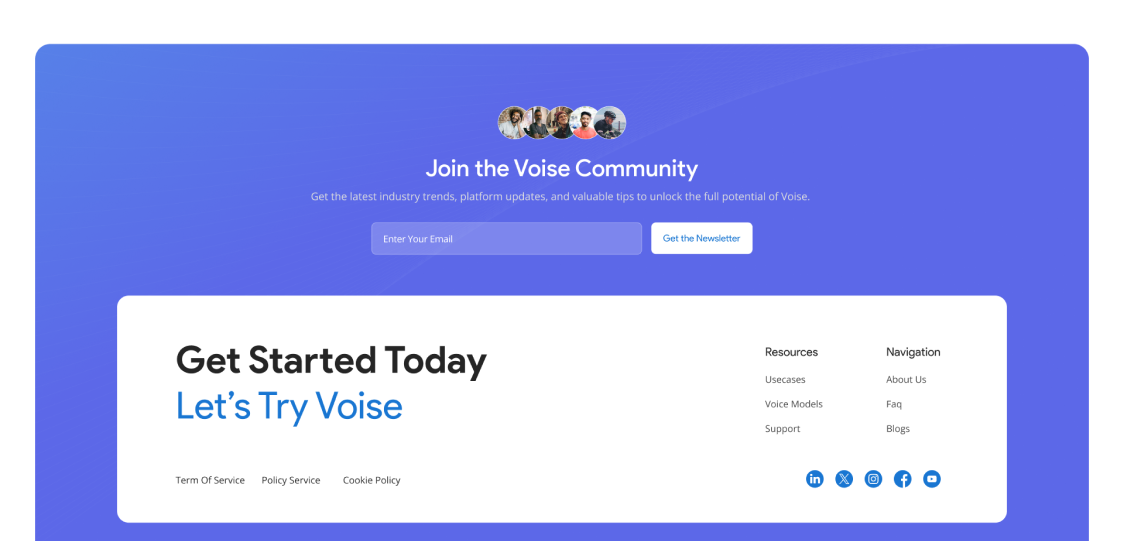 Join the Voise Community
Get the latest industry trends, platform updates, and valuable tips to unlock the full potential of Voise.
Enter Your Email
Get the Newsletter
Get Started Today
Let's Try Voise
Resources
Usecases
Voice Models
Support
Navigation
About Us
Faq
Blogs
Term Of Service
Policy Service
Cookie Policy